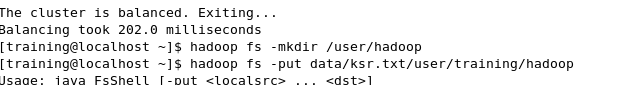 The cluster is balanced. Exiting...
Balancing took 202.0 milliseconds
[training@localhost ~]$ hadoop fs -mkdir /user/hadoop
[training@localhost ~]$ hadoop fs -put data/ksr.txt/user/training/hadoop
Usage: java FsShell [-put <localsrc> ... <dst>]